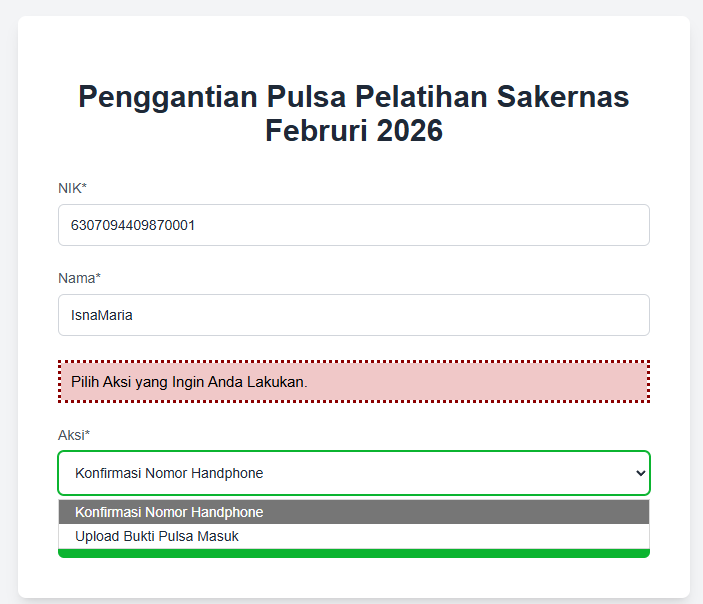 Penggantian Pulsa Pelatihan Sakernas
Februri 2026
NIK*
6307094409870001
Nama*
IsnaMaria
Pilih Aksi yang Ingin Anda Lakukan.
Aksi*
Konfirmasi Nomor Handphone
Konfirmasi Nomor Handphone
Upload Bukti Pulsa Masuk